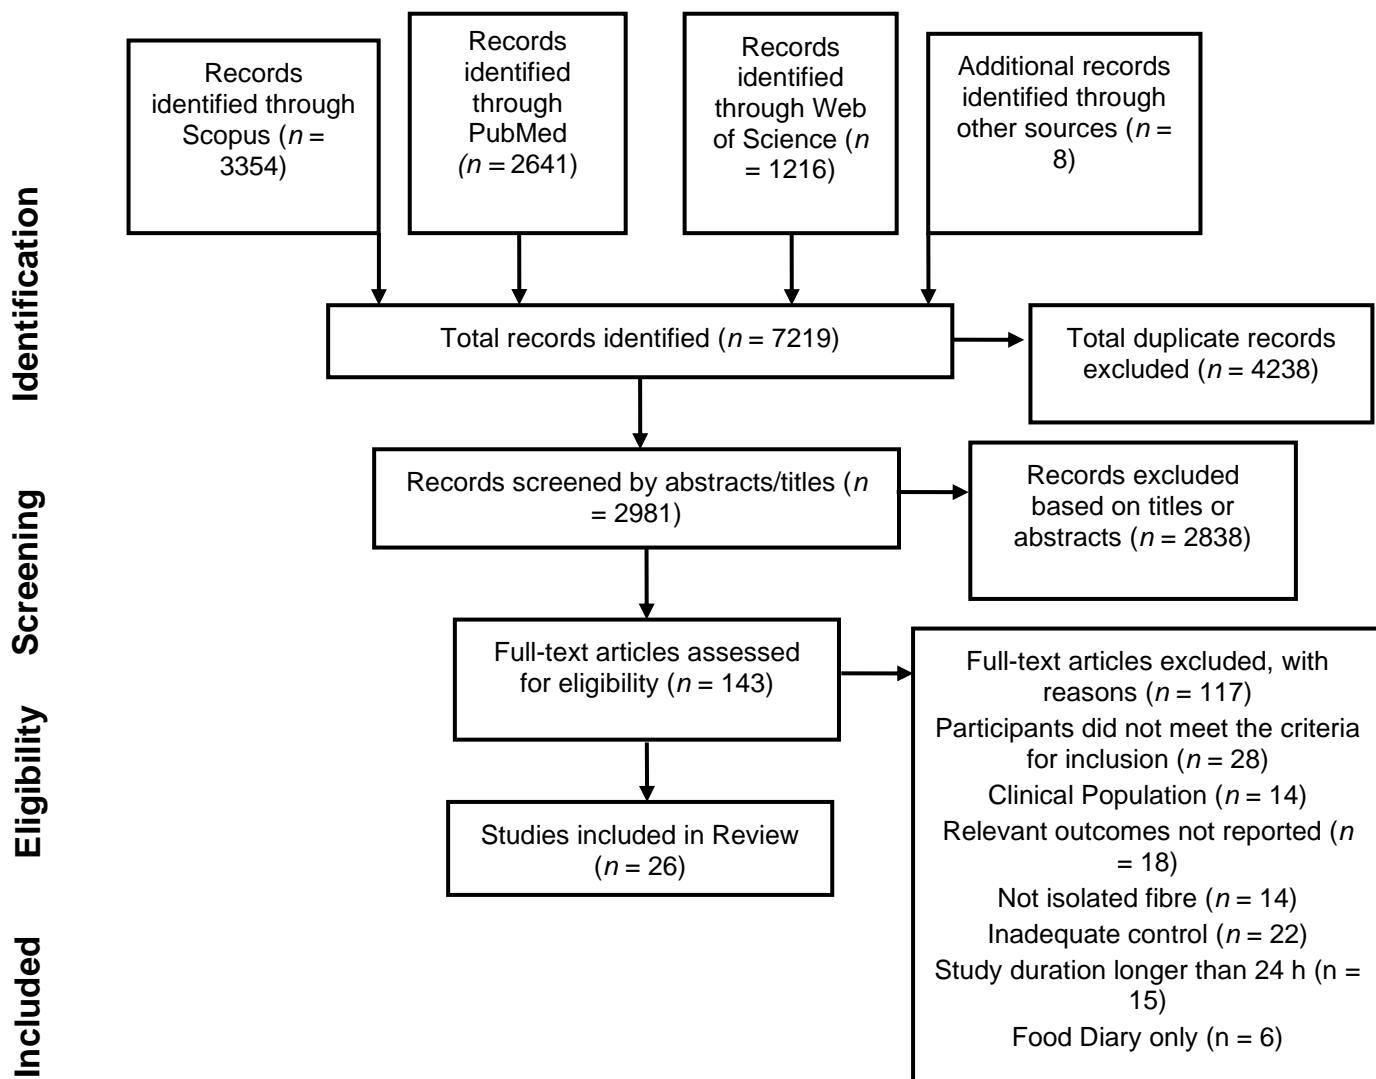 Records
identified through
Scopus (n =
3354)
Records
identified
through
PubMed
(n = 2641)
Records
identified
through Web
of Science (n
= 1216)
Additional records
identified through
other sources (n =
8)
Identification
Total records identified (n = 7219)
Total duplicate records
excluded (n = 4238)
Screening
Records screened by abstracts/titles (n
= 2981)
Records excluded
based on titles or
abstracts (n = 2838)
Eligibility
Full-text articles assessed
for eligibility (n = 143)
Full-text articles excluded, with
reasons (n = 117)
Participants did not meet the criteria
for inclusion (n = 28)
Clinical Population (n = 14)
Relevant outcomes not reported (n
= 18)
Not isolated fibre (n = 14)
Inadequate control (n = 22)
Study duration longer than 24 h (n =
15)
Food Diary only (n = 6)
Included
Studies included in Review
(n = 26)